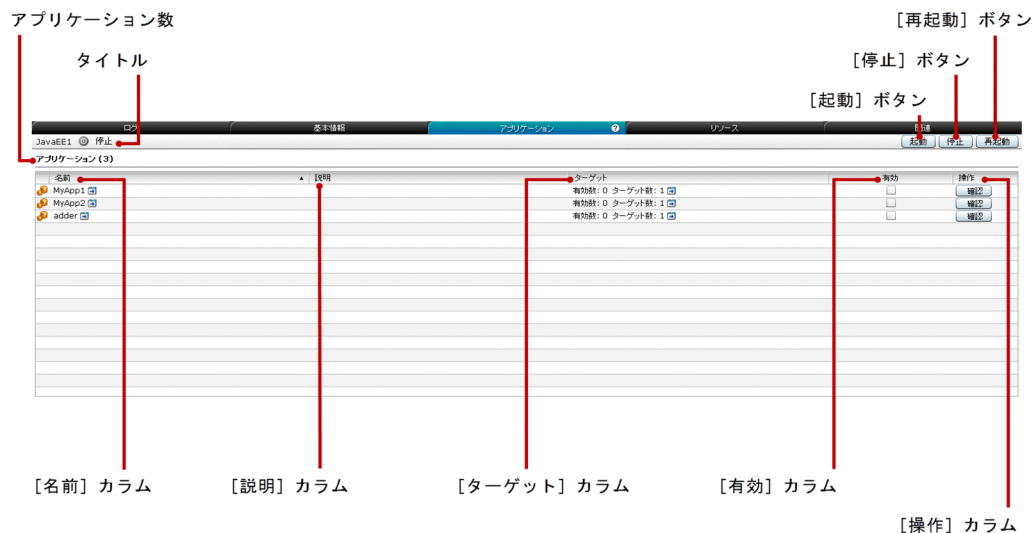 アプリケーション数
[再起動] ボタン
タイトル
[停止] ボタン
[起動] ボタン
ログ 基本情報 アプリケーション ? リソース 関連
JavaEE1 停止 起動 停止 再起動
アプリケーション (3)
名前 ▲ 説明 ターゲット 有効 操作
MyApp1 有効数: 0 ターゲット数: 1 確認
MyApp2 有効数: 0 ターゲット数: 1 確認
adder 有効数: 0 ターゲット数: 1 確認
[名前] カラム [説明] カラム [ターゲット] カラム [有効] カラム
[操作] カラム